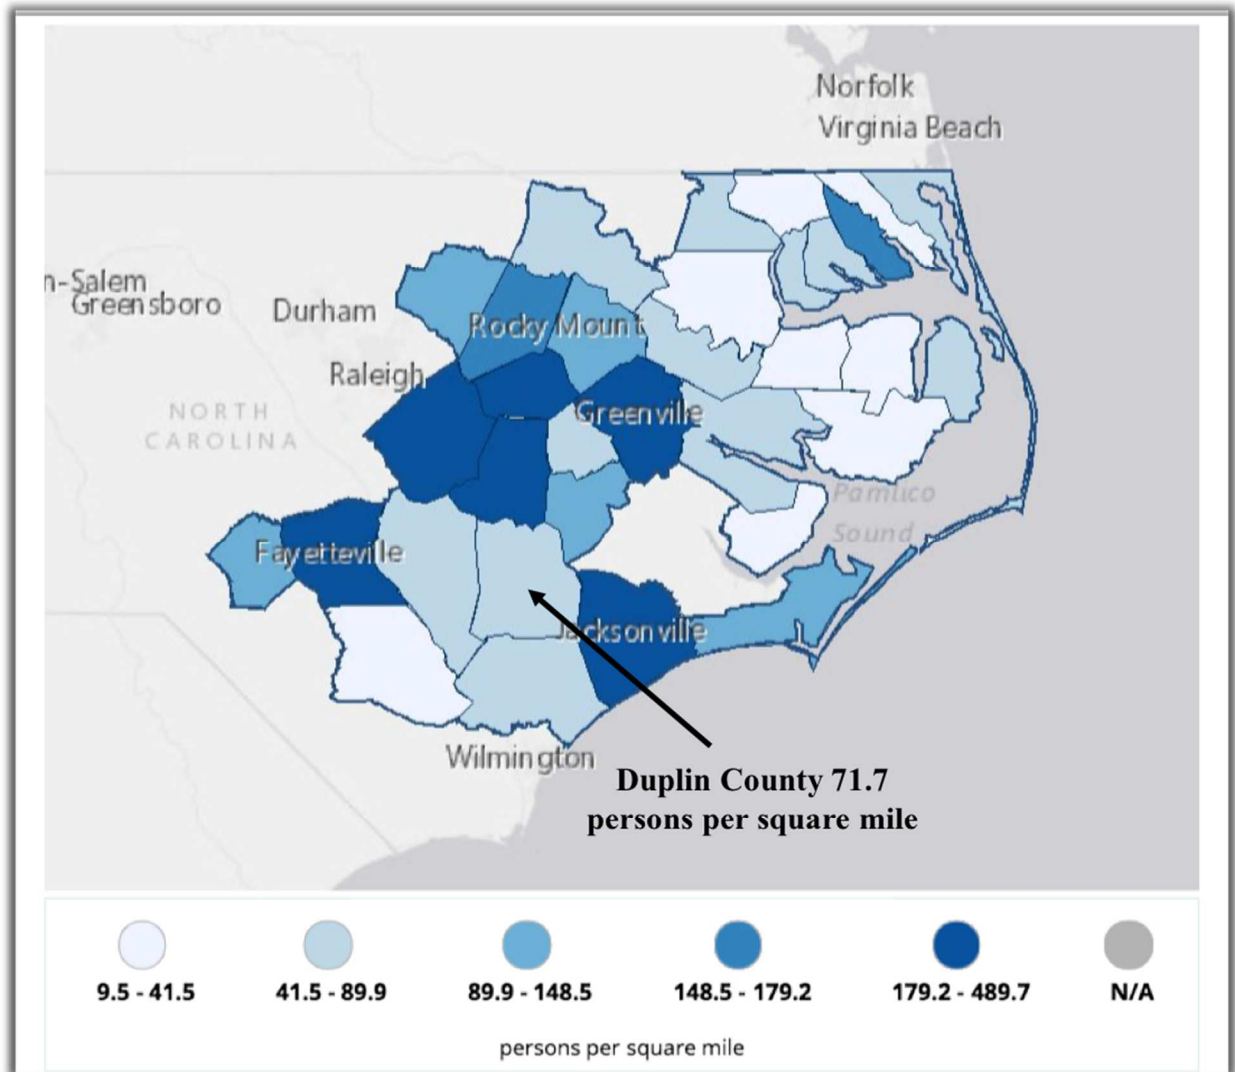 Norfolk
Virginia Beach
n-Salem
Greensboro
Durham
Rocky Mount
Raleigh
NORTH
CAROLINA
Greenville
Pamlico
Sound
Fayetteville
Jacksonville
Wilmington
Duplin County 71.7
persons per square mile
9.5 - 41.5
41.5 - 89.9
89.9 - 148.5
148.5 - 179.2
179.2 - 489.7
N/A
persons per square mile